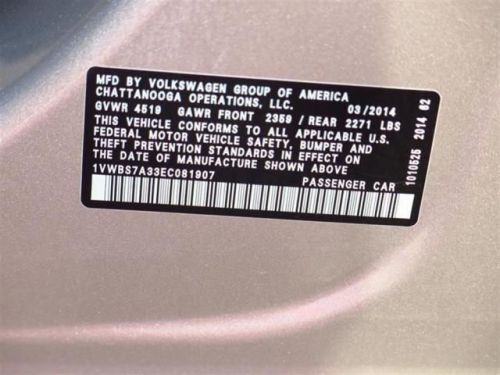 MFD BY VOLKSWAGEN GROUP OF AMERICA
CHATTANOOGA OPERATIONS, LLC. 03/2014
GVWR 4519 GAWR FRONT 2359 / REAR 2271 LBS
THIS VEHICLE CONFORMS TO ALL APPLICABLE U.S.
FEDERAL MOTOR VEHICLE SAFETY, BUMPER AND
THEFT PREVENTION STANDARDS IN EFFECT ON
THE DATE OF MANUFACTURE SHOWN ABOVE
1VWBS7A33EC081907 PASSENGER CAR
1010525 2014 62